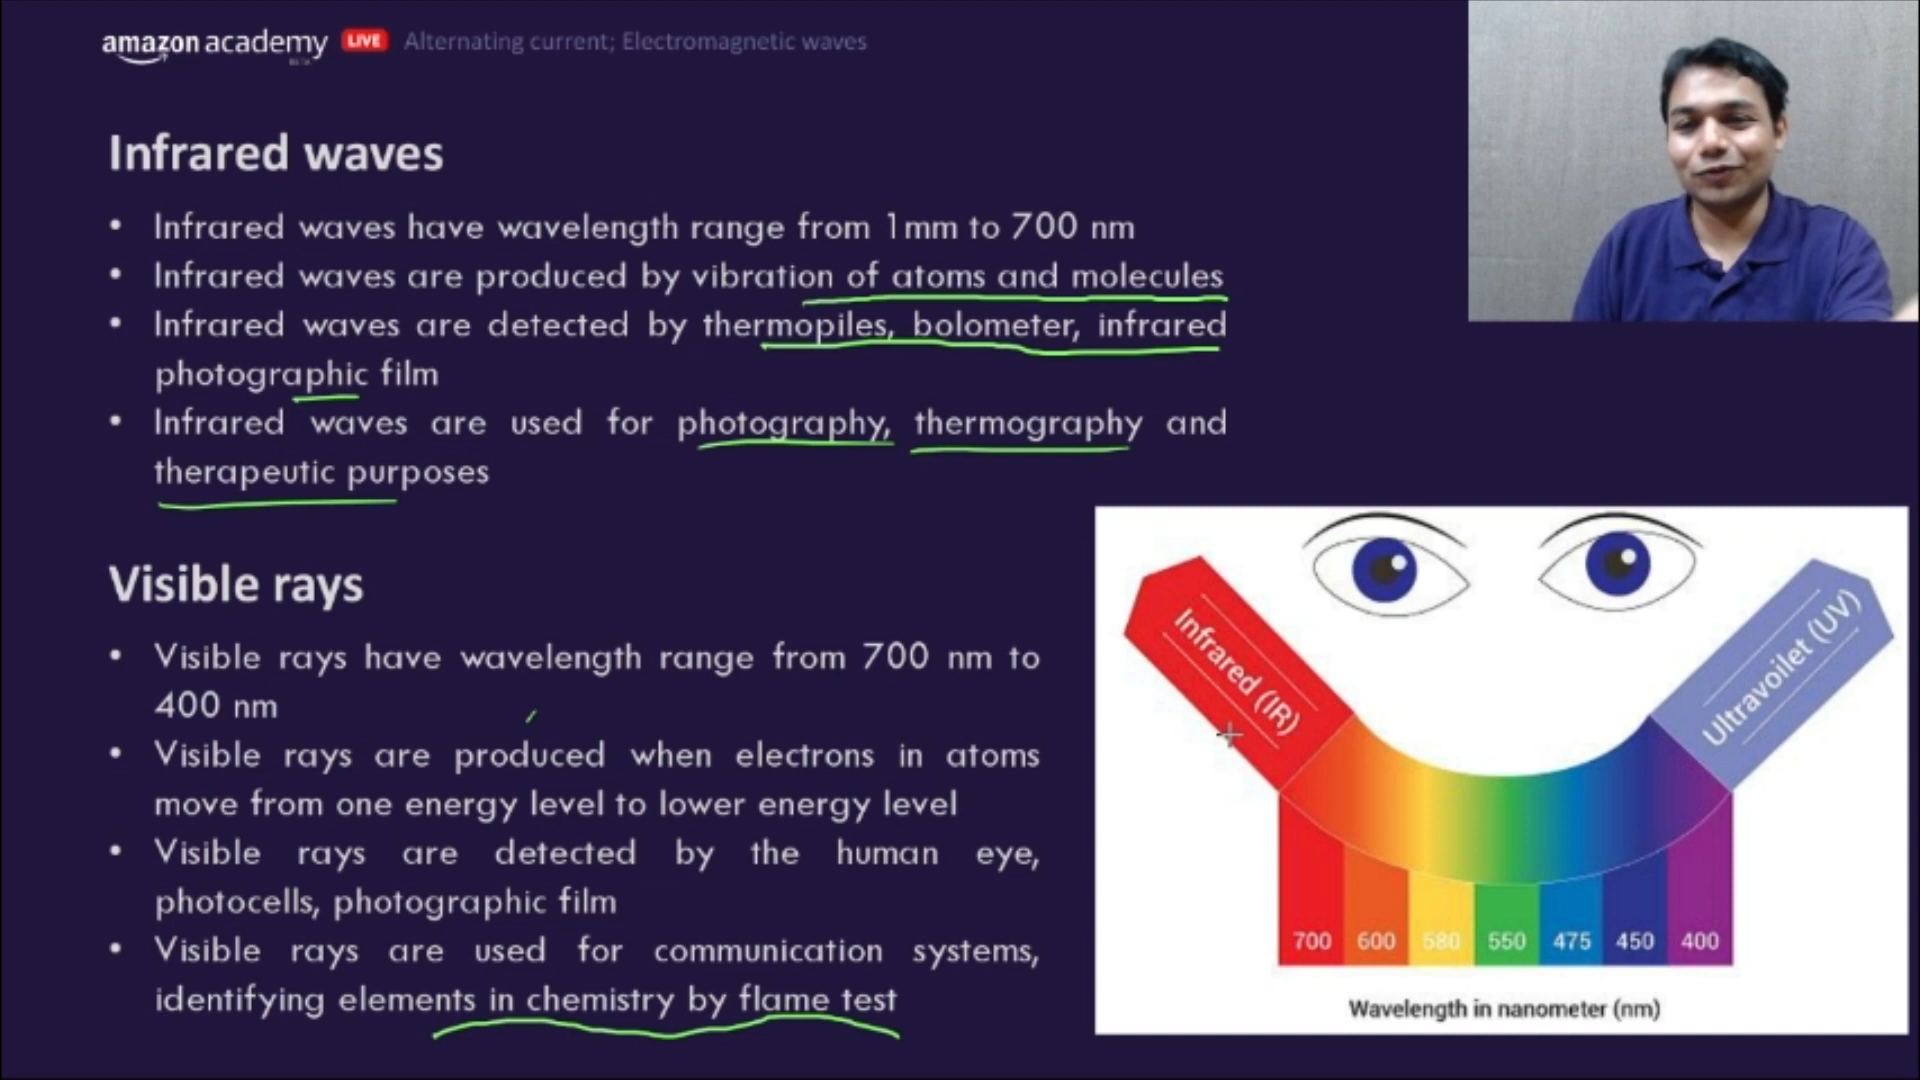 amazon academy LIVE Alternating current; Electromagnetic waves
BETA
Infrared waves
• Infrared waves have wavelength range from 1mm to 700 nm
• Infrared waves are produced by vibration of atoms and molecules
• Infrared waves are detected by thermopiles, bolometer, infrared
photographic film
• Infrared waves are used for photography, thermography and
therapeutic purposes
Visible rays
• Visible rays have wavelength range from 700 nm to
400 nm
• Visible rays are produced when electrons in atoms
move from one energy level to lower energy level
• Visible rays are detected by the human eye,
photocells, photographic film
• Visible rays are used for communication systems,
identifying elements in chemistry by flame test
Infrared (IR)
Ultravoilet (UV)
700 600 580 550 475 450 400
Wavelength in nanometer (nm)